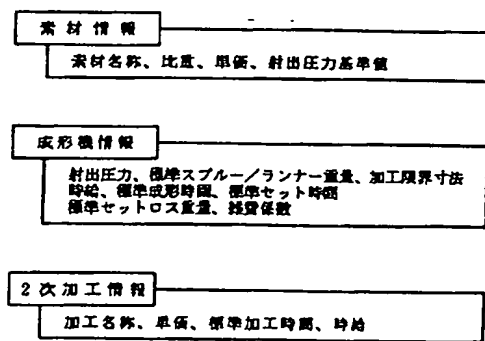 素材情報
素材名称、比重、単価、射出圧力基準値
成形機情報
射出圧力、標準スプルー／ランナー重量、加工限界寸法
時給、標準成形時間、標準セット時間
標準セットロス重量、経費係数
2次加工情報
加工名称、単価、標準加工時間、時給